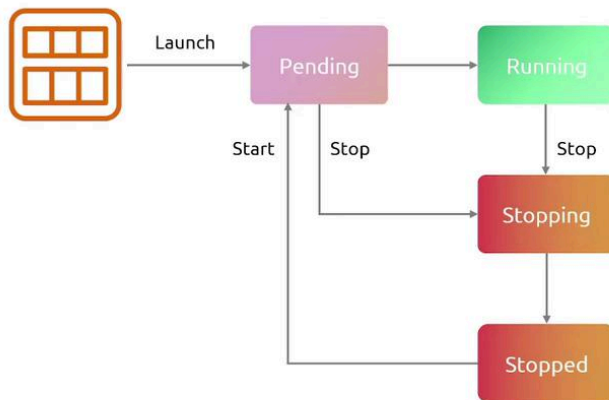 Launch
Pending
Running
Start
Stop
Stop
Stopping
Stopped